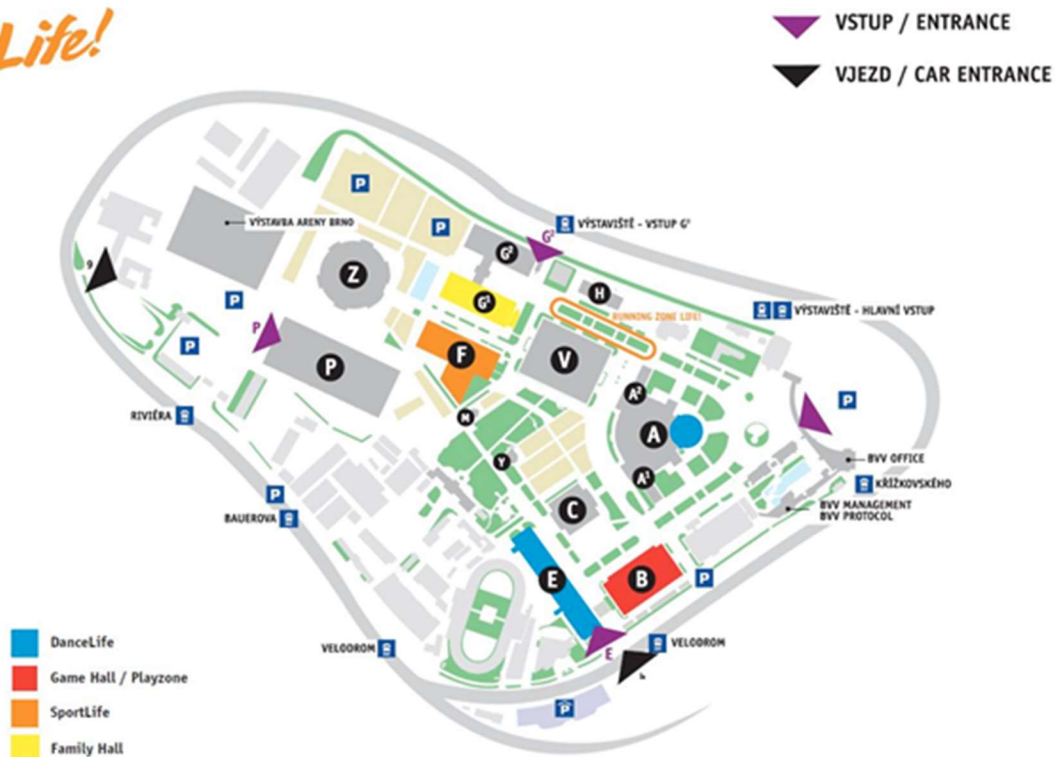 Life!
VSTUP / ENTRANCE
VJEZD / CAR ENTRANCE
P
VÝSTAVBA ARENY BRNO
P
G²
VÝSTAVIŠTĚ - VSTUP G²
G²
Z
9
H
P
G¹
RUNNING ZONE LIFE!
VÝSTAVIŠTĚ - HLAVNÍ VSTUP
P
P
P
F
V
A²
P
M
RIVIÉRA
A
BVV OFFICE
Y
A¹
KŘÍŽKOVSKÉHO
P
BVV MANAGEMENT
BVV PROTOCOL
BAUEROVA
C
E
B
P
VELODROM
E
VELODROM
4
P
DanceLife
Game Hall / Playzone
SportLife
Family Hall